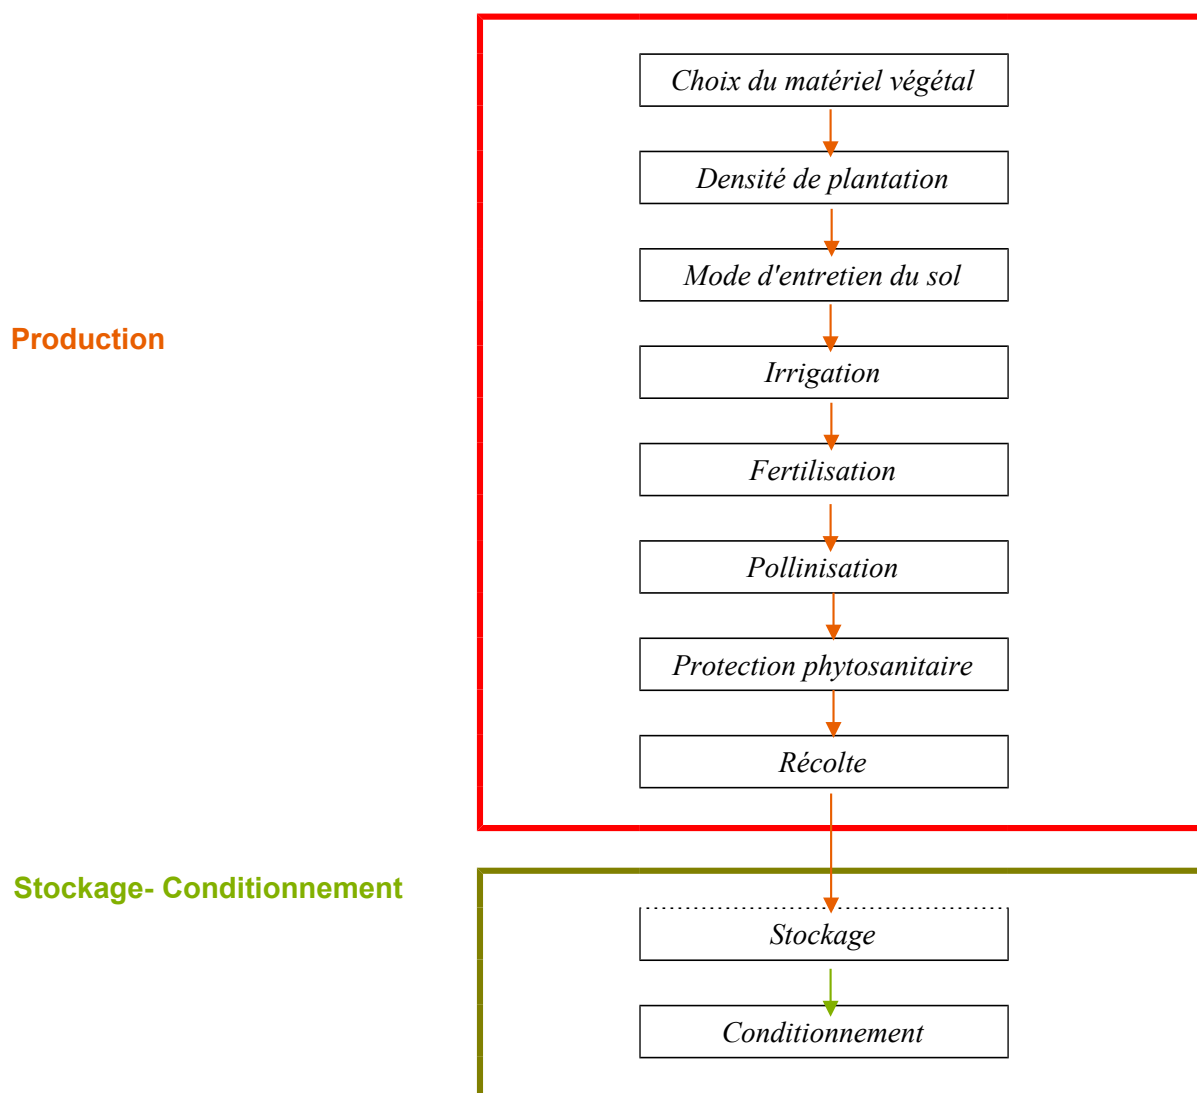 Choix du matériel végétal
Densité de plantation
Mode d'entretien du sol
Production
Irrigation
Fertilisation
Pollinisation
Protection phytosanitaire
Récolte
Stockage- Conditionnement
Stockage
Conditionnement